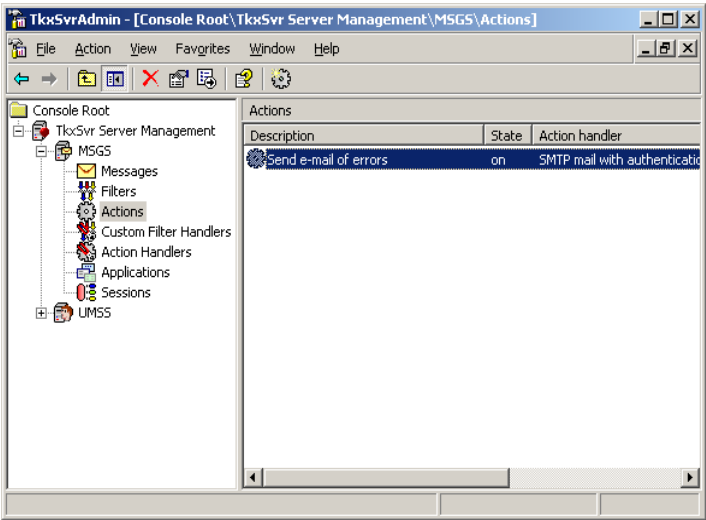 TkxSvrAdmin - [Console Root\TkxSvr Server Management\MSGS\Actions]
File Action View Favorites Window Help
Console Root
TkxSvr Server Management
MSGS
Messages
Filters
Actions
Custom Filter Handlers
Action Handlers
Applications
Sessions
UMSS
Actions
Description State Action handler
Send e-mail of errors on SMTP mail with authenticatio